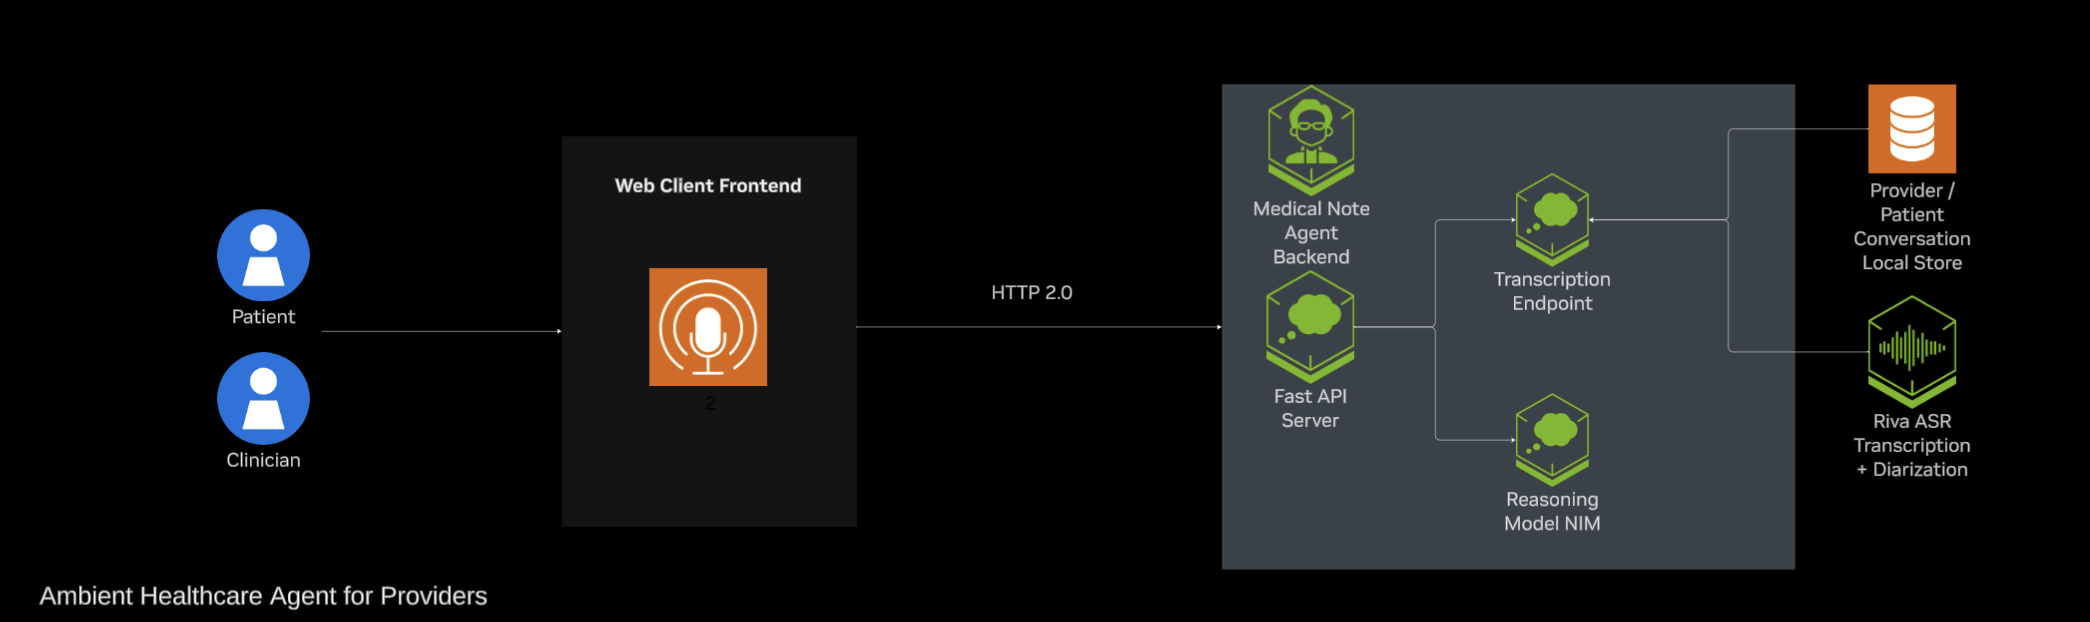 Patient
Clinician
Web Client Frontend
2
HTTP 2.0
Medical Note
Agent
Backend
Fast API
Server
Transcription
Endpoint
Reasoning
Model NIM
Provider /
Patient
Conversation
Local Store
Riva ASR
Transcription
+ Diarization
Ambient Healthcare Agent for Providers